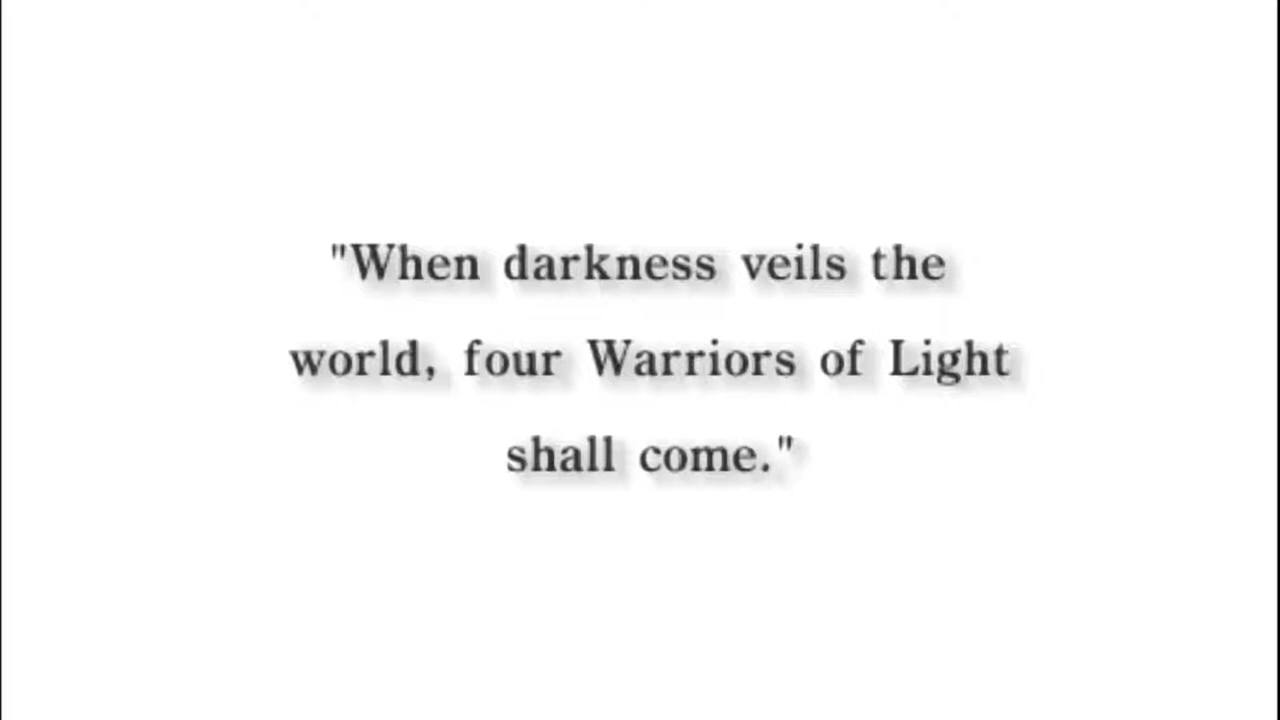 "When darkness veils the
world, four Warriors of Light
shall come."